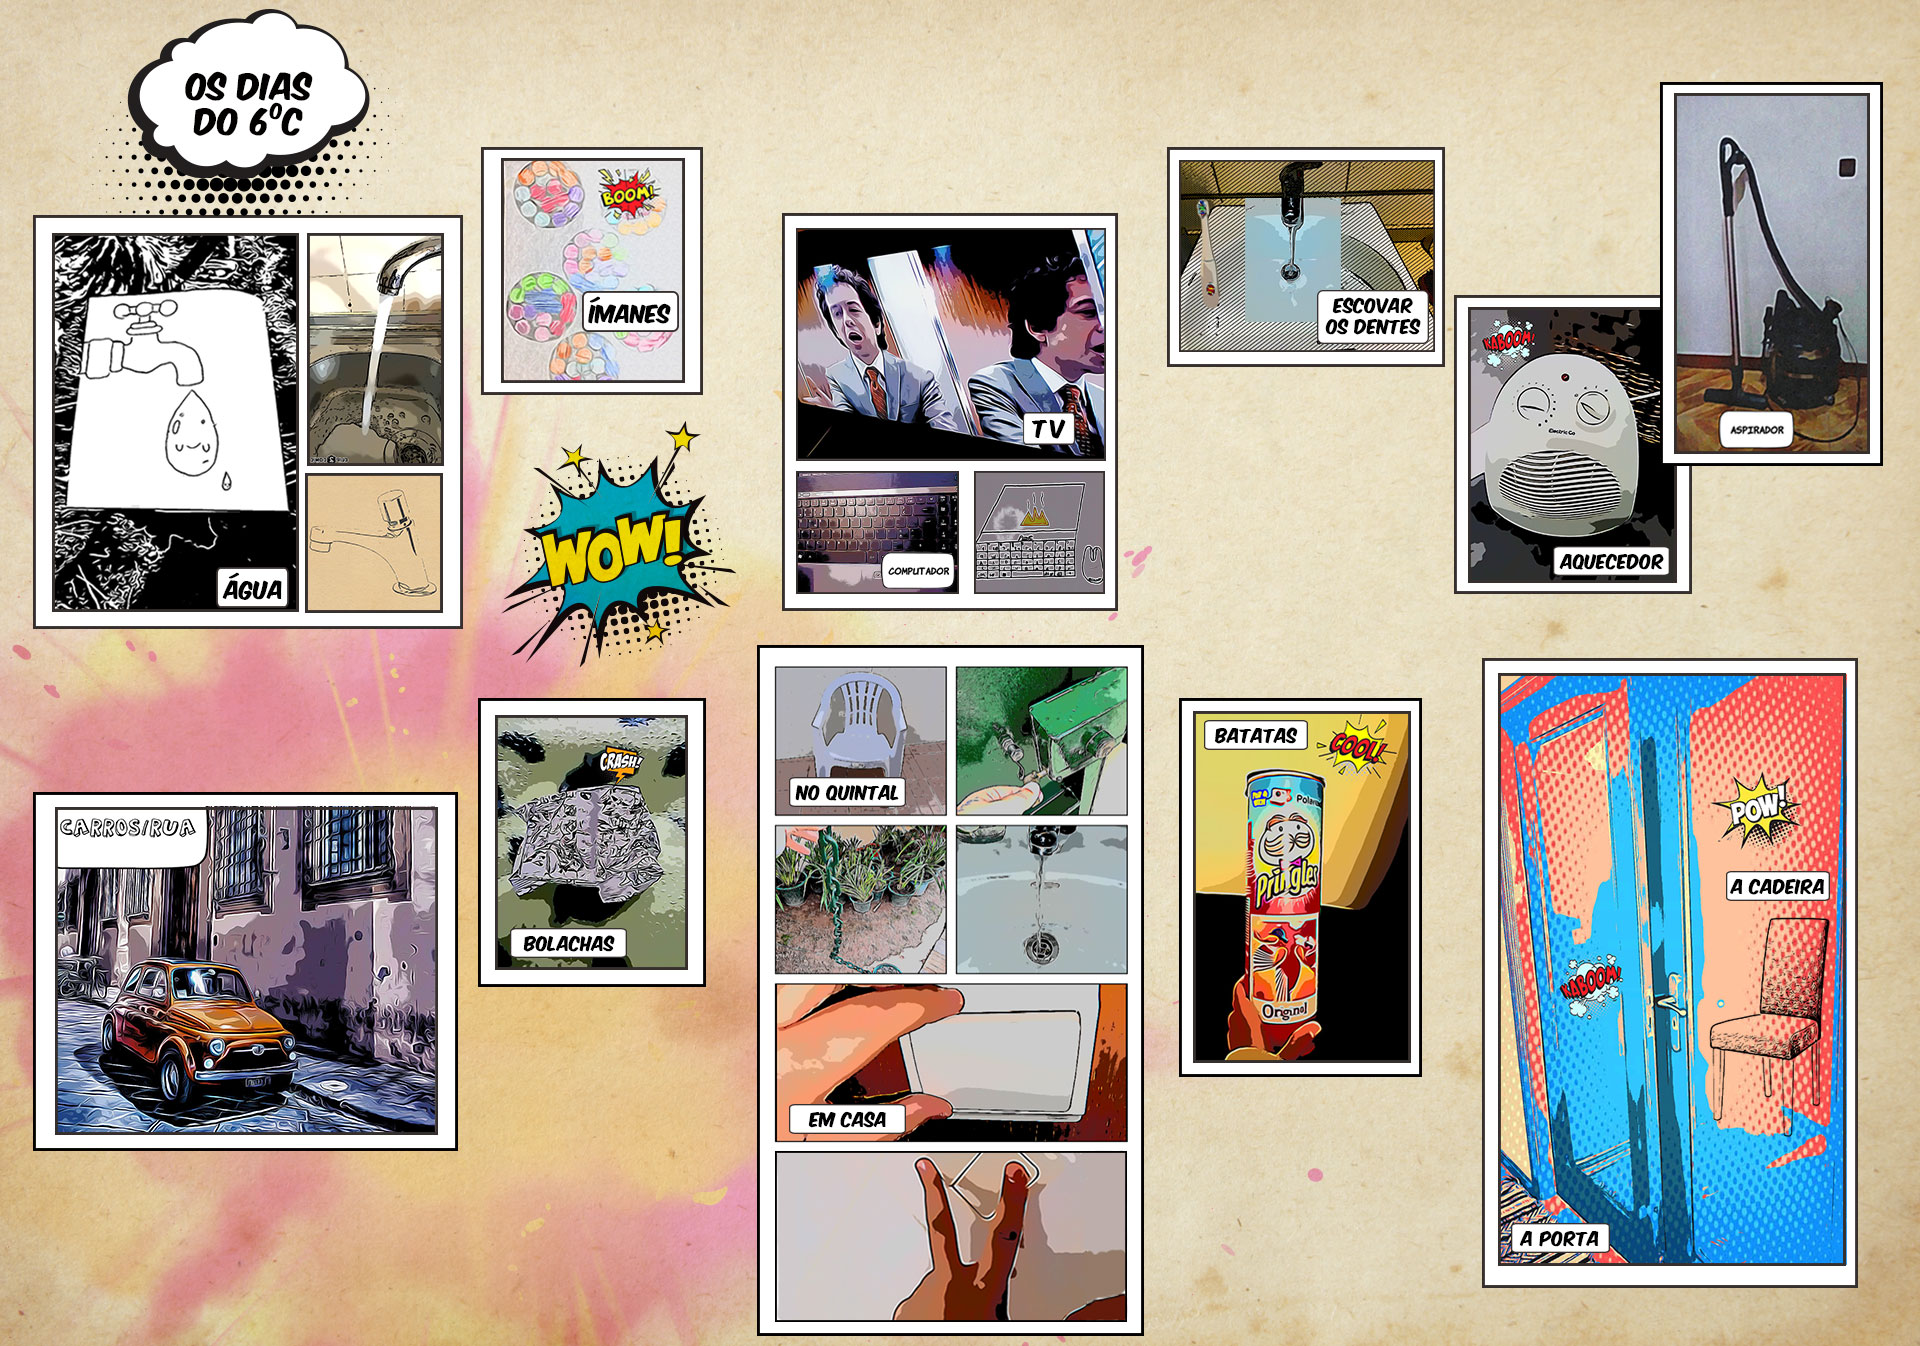 OS DIAS
DO 6ºC
ÁGUA
BOOM!
ÍMANES
WOW!
TV
COMPUTADOR
ESCOVAR
OS DENTES
KABOOM!
ElectricCo
AQUECEDOR
ASPIRADOR
CARROS/RUA
CRASH!
BOLACHAS
NO QUINTAL
EM CASA
BATATAS
COOL!
Pringles
Original
POW!
A CADEIRA
KABOOM!
A PORTA